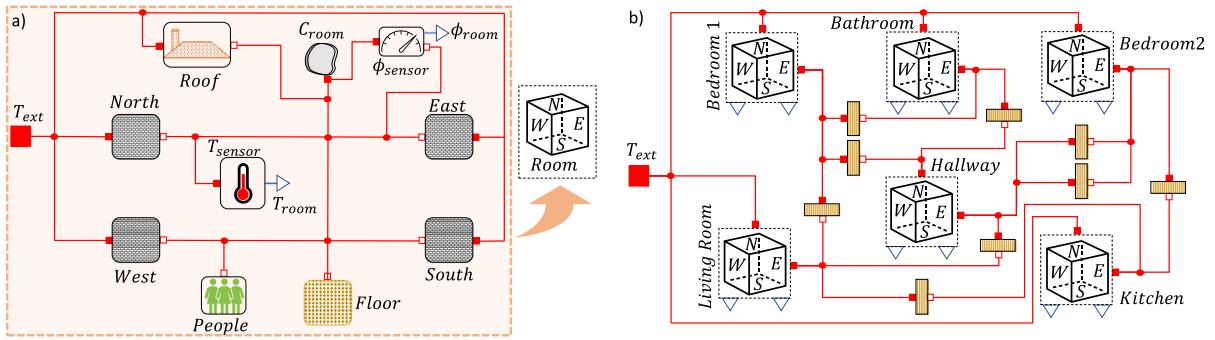 a)
C_room
ϕ_room
ϕ_sensor
Roof
T_ext
North
East
T_sensor
T_room
West
South
People
Floor
N
W
E
S
Room
b)
Bedroom 1
N
W
E
S
Bathroom
N
W
E
S
Bedroom2
N
W
E
S
T_ext
Hallway
N
W
E
S
Living Room
N
W
E
S
Kitchen
N
W
E
S